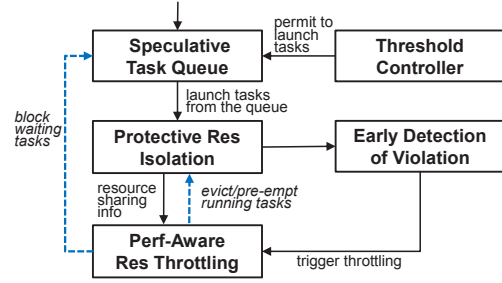 Speculative
Task Queue
permit to
launch
tasks
Threshold
Controller
block
waiting
tasks
launch tasks
from the queue
Protective Res
Isolation
Early Detection
of Violation
resource
sharing
info
evict/pre-empt
running tasks
Perf-Aware
Res Throttling
trigger throttling